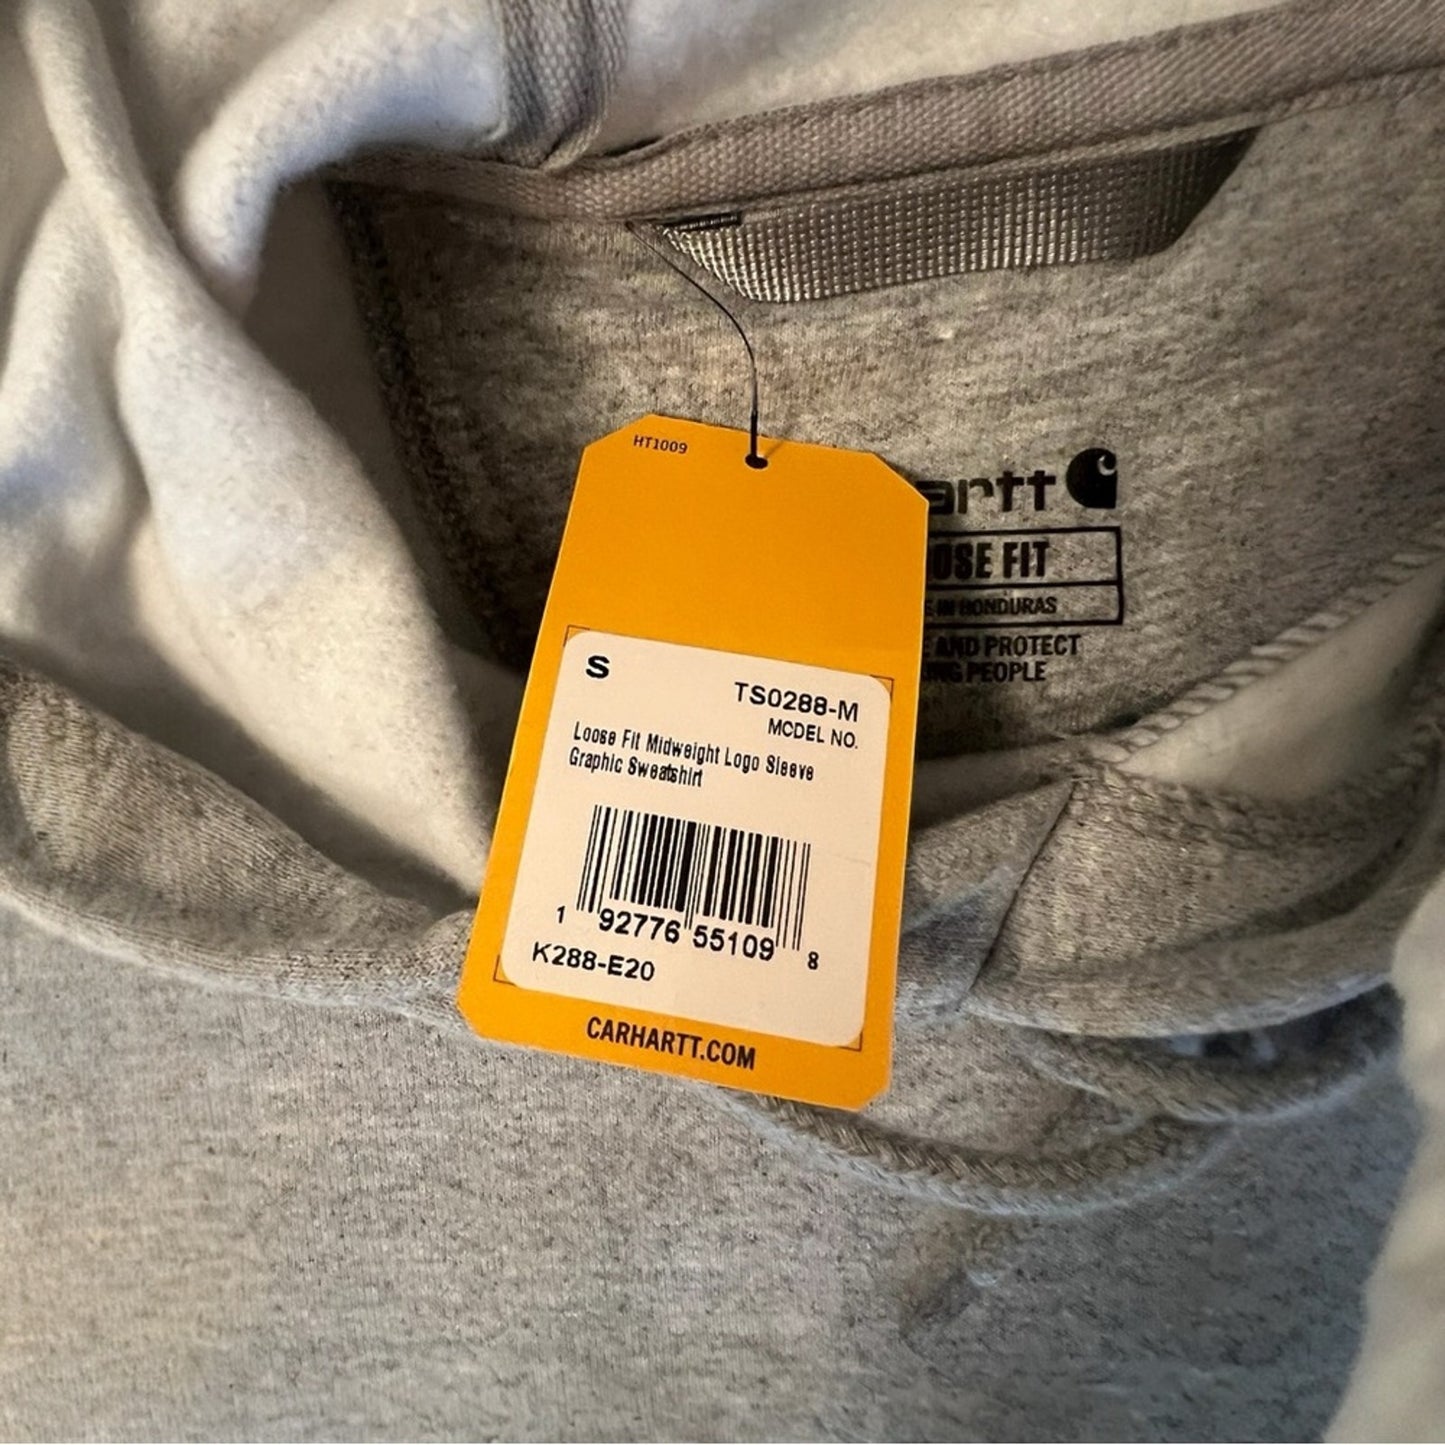 HT1009
artt
OSE FIT
E IN HONDURAS
E AND PROTECT
NG PEOPLE
S
TS0288-M
MODEL NO.
Loose Fit Midweight Logo Sleeve
Graphic Sweatshirt
1 92776 55109 8
K288-E20
CARHARTT.COM